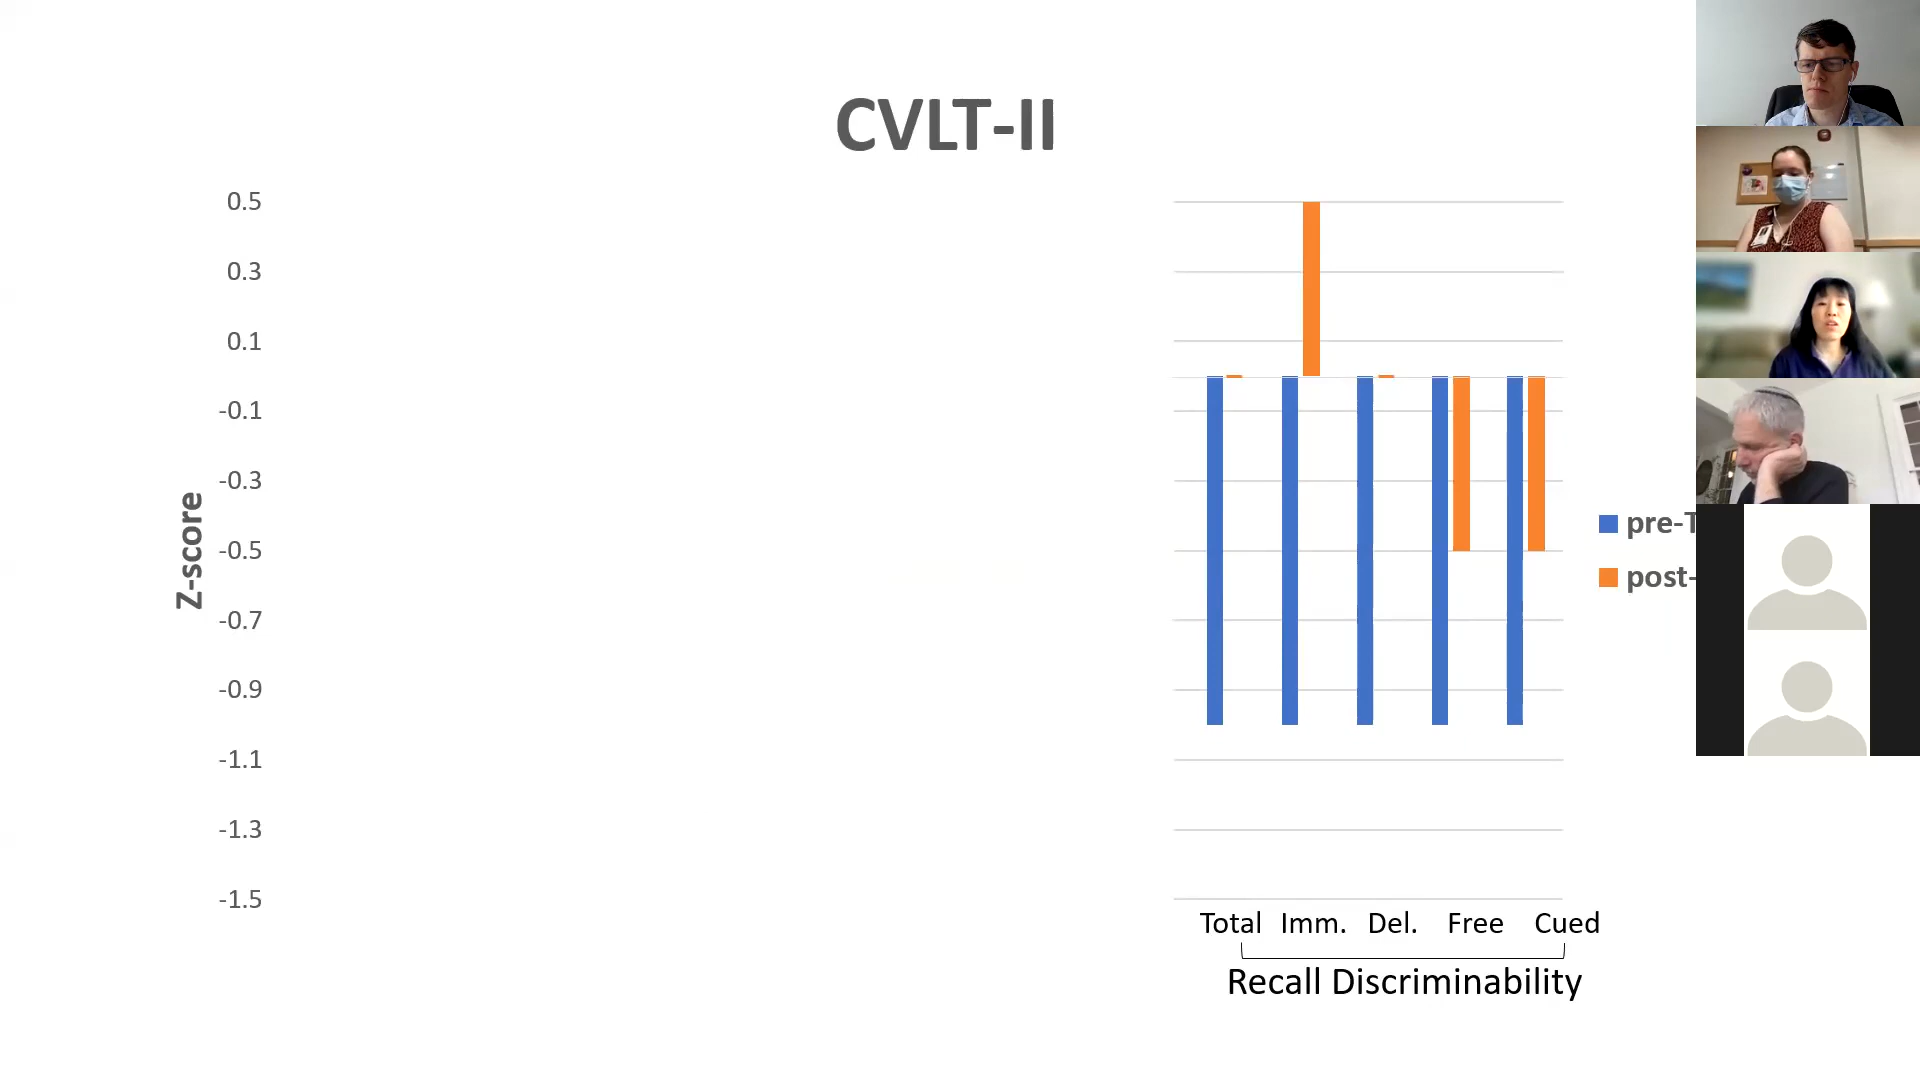 CVLT-II
0.5
0.3
0.1
-0.1
-0.3
-0.5
-0.7
-0.9
-1.1
-1.3
-1.5
Z-score
pre-T
post-
Total Imm. Del. Free Cued
Recall Discriminability